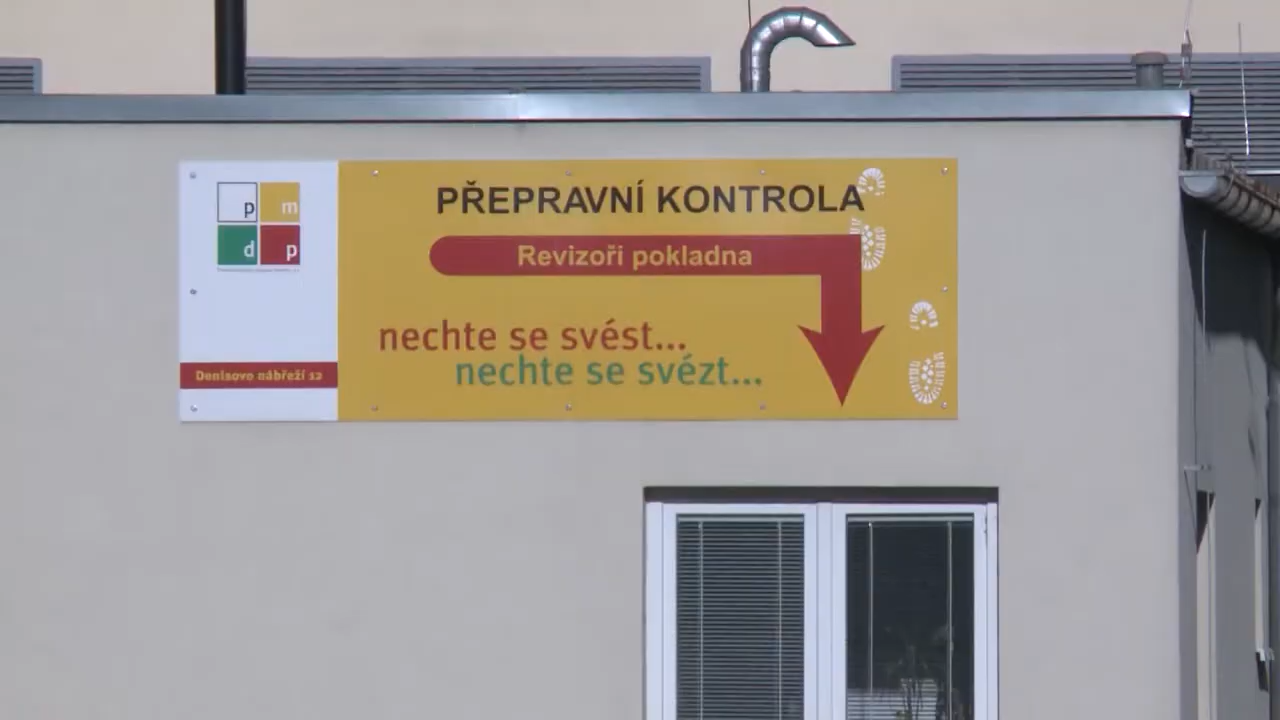 p m
d p
Denisovo nábřeží 12
PŘEPRAVNÍ KONTROLA
Revizoři pokladna
nechte se svést...
nechte se svézt...